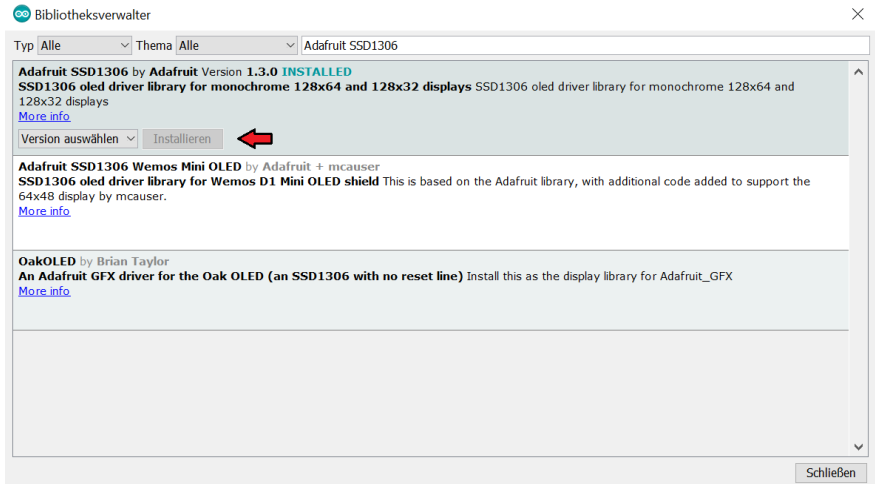 Bibliotheksverwalter
Typ Alle Thema Alle Adafruit SSD1306
Adafruit SSD1306 by Adafruit Version 1.3.0 INSTALLED
SSD1306 oled driver library for monochrome 128x64 and 128x32 displays SSD1306 oled driver library for monochrome 128x64 and
128x32 displays
More info
Version auswählen Installieren
Adafruit SSD1306 Wemos Mini OLED by Adafruit + mcauser
SSD1306 oled driver library for Wemos D1 Mini OLED shield This is based on the Adafruit library, with additional code added to support the
64x48 display by mcauser.
More info
OakOLED by Brian Taylor
An Adafruit GFX driver for the Oak OLED (an SSD1306 with no reset line) Install this as the display library for Adafruit_GFX
More info
Schließen